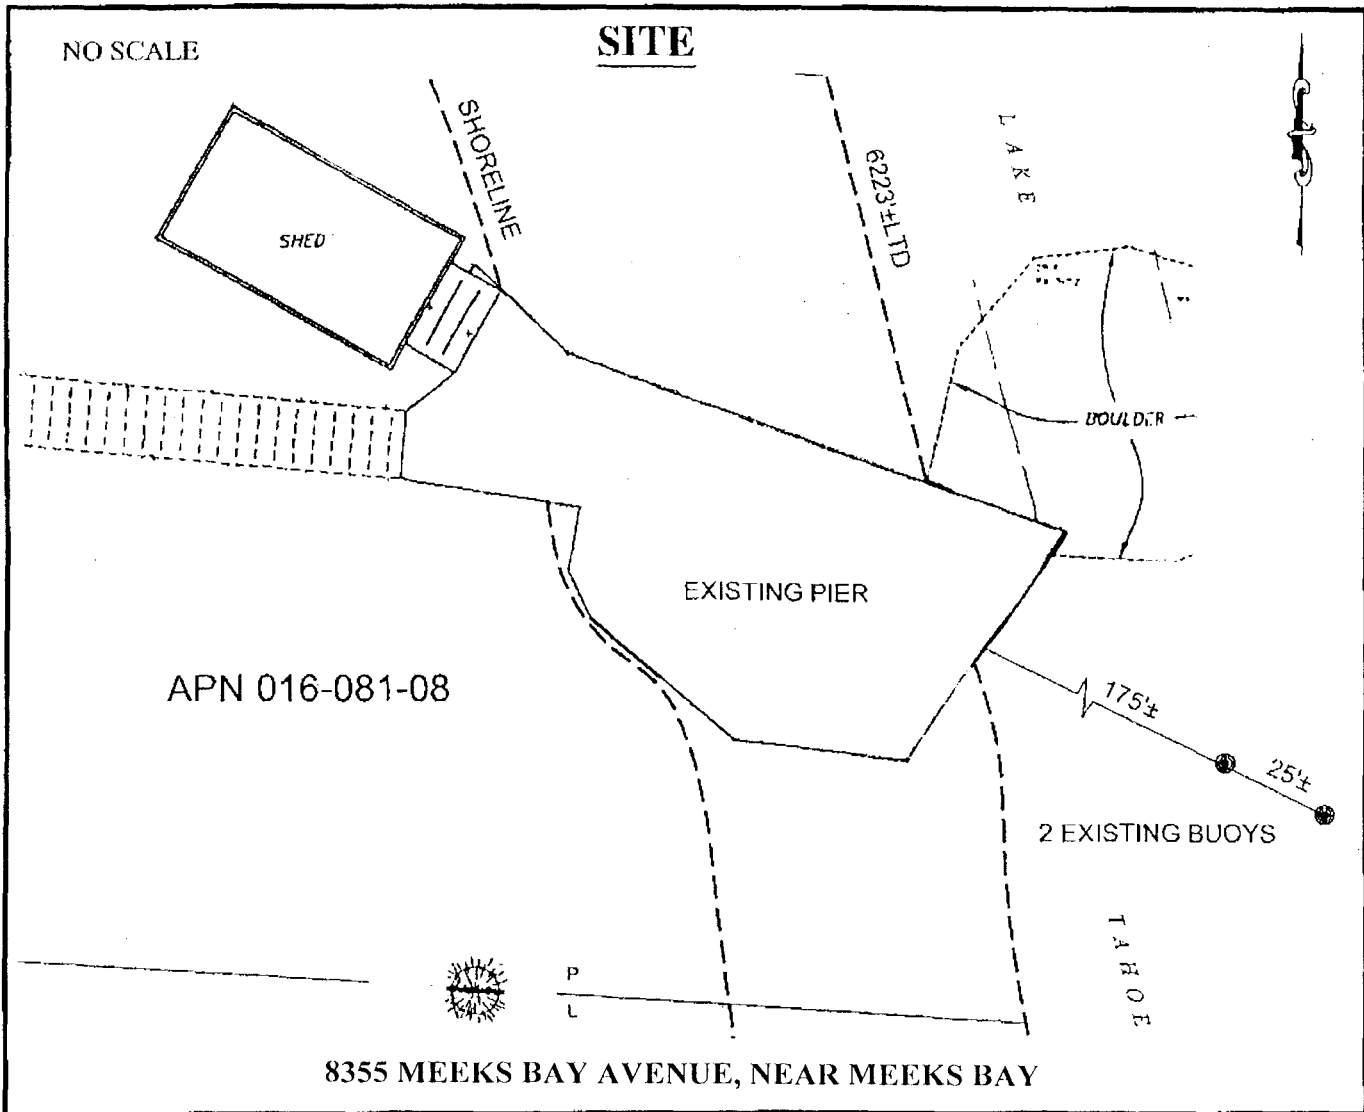 NO SCALE
SITE
SHORELINE
SHED
6223'±LTD
LAKE
BOULDER
EXISTING PIER
APN 016-081-08
175'±
25'±
2 EXISTING BUOYS
TAHOE
P
L
8355 MEEKS BAY AVENUE, NEAR MEEKS BAY